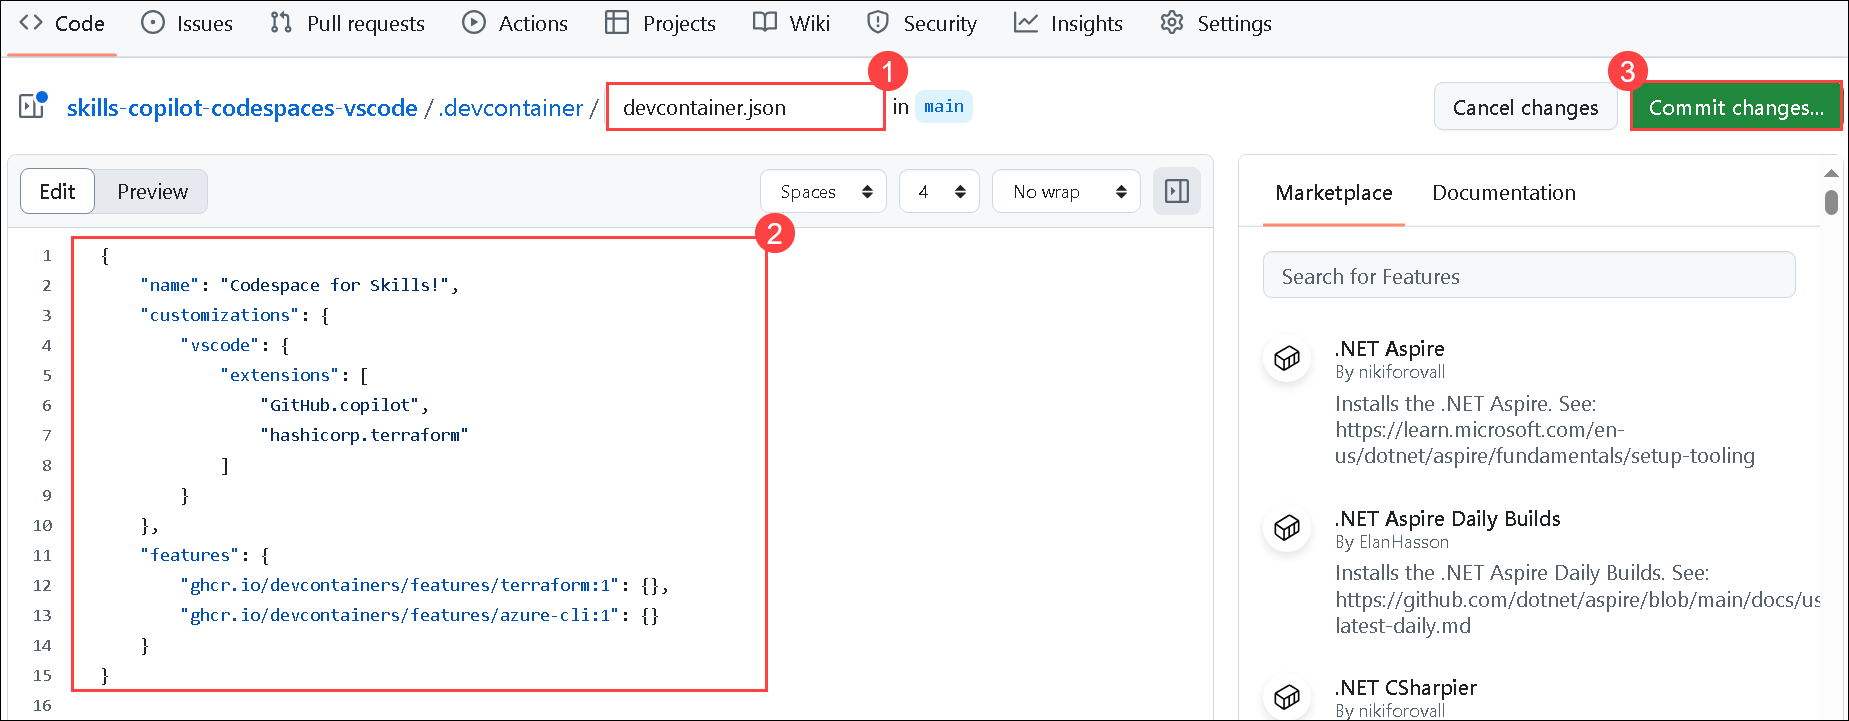 Code Issues Pull requests Actions Projects Wiki Security Insights Settings
1 3
skills-copilot-codespaces-vscode / .devcontainer / devcontainer.json in main Cancel changes Commit changes...
Edit Preview Spaces 4 No wrap
2
1 {
2 "name": "Codespace for Skills!",
3 "customizations": {
4 "vscode": {
5 "extensions": [
6 "GitHub.copilot",
7 "hashicorp.terraform"
8 ]
9 }
10 },
11 "features": {
12 "ghcr.io/devcontainers/features/terraform:1": {},
13 "ghcr.io/devcontainers/features/azure-cli:1": {}
14 }
15 }
16
Marketplace Documentation
Search for Features
.NET Aspire
By nikiforovall
Installs the .NET Aspire. See:
https://learn.microsoft.com/en-
us/dotnet/aspire/fundamentals/setup-tooling
.NET Aspire Daily Builds
By ElanHasson
Installs the .NET Aspire Daily Builds. See:
https://github.com/dotnet/aspire/blob/main/docs/us
latest-daily.md
.NET CSharpier
By nikiforovall